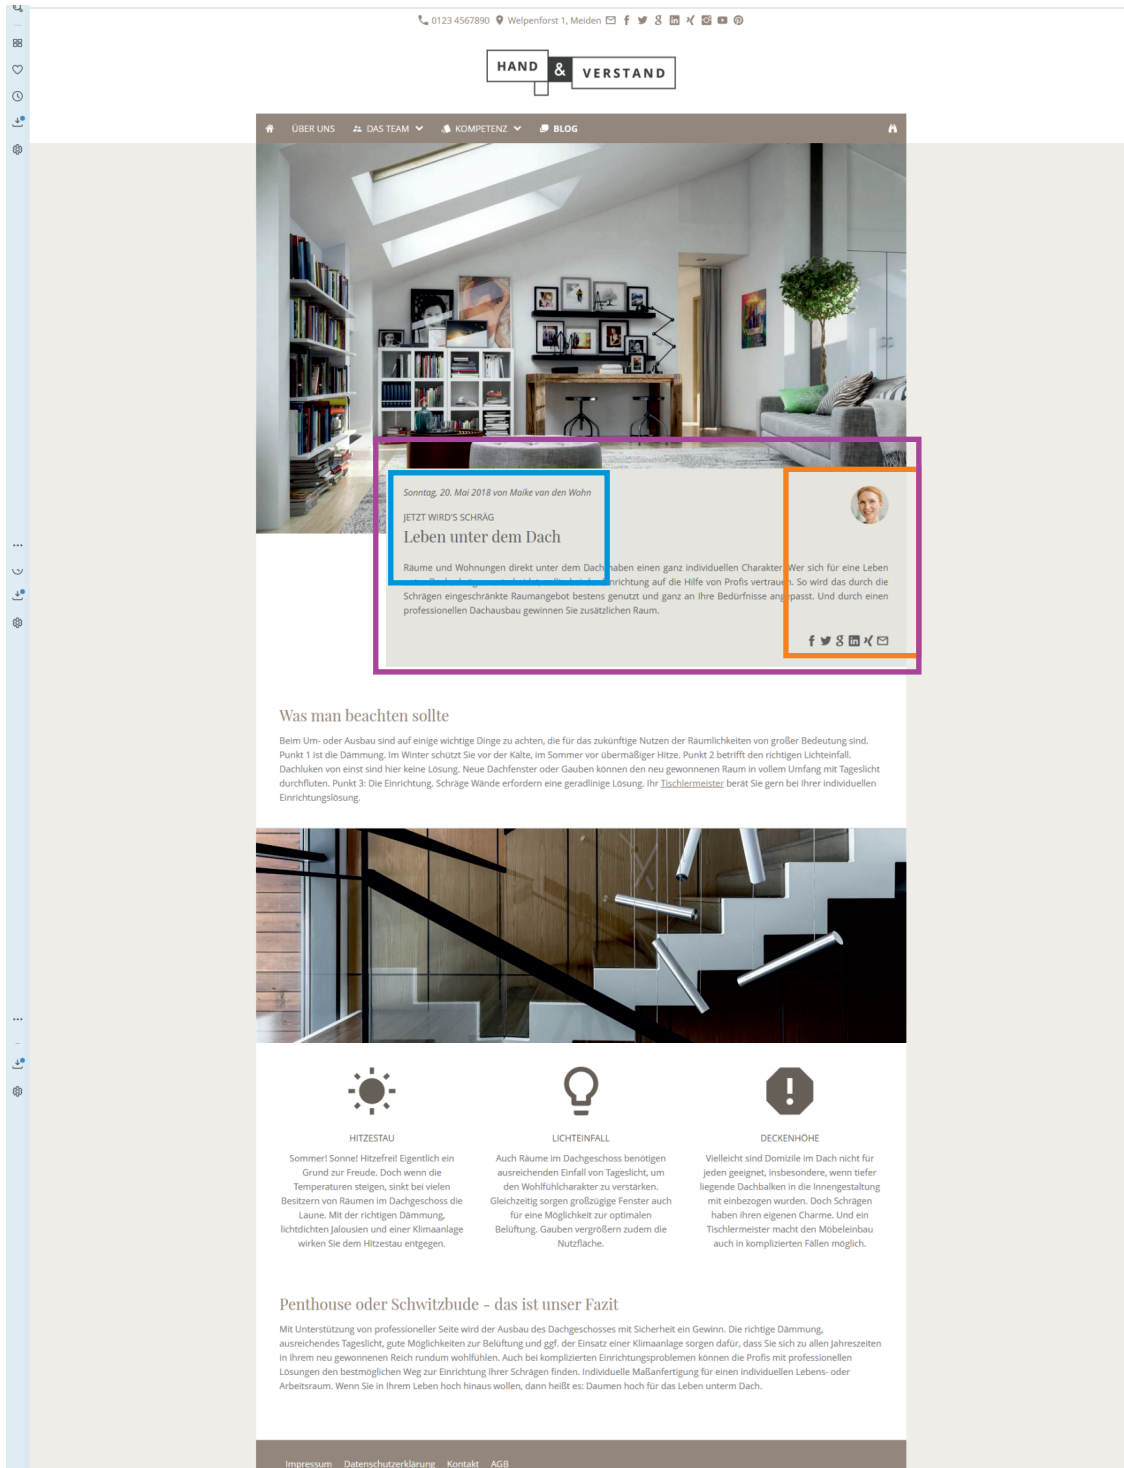 0123 4567890 Welpenforst 1, Meiden
HAND & VERSTAND
ÜBER UNS DAS TEAM KOMPETENZ BLOG
Sonntag, 20. Mai 2018 von Maike van den Wohn
JETZT WIRD'S SCHRÄG
Leben unter dem Dach
Räume und Wohnungen direkt unter dem Dach haben einen ganz individuellen Charakter. Wer sich für eine Leben
richtung auf die Hilfe von Profis vertrauen. So wird das durch die
Schrägen eingeschränkte Raumangebot bestens genutzt und ganz an Ihre Bedürfnisse angepasst. Und durch einen
professionellen Dachausbau gewinnen Sie zusätzlichen Raum.
Was man beachten sollte
Beim Um- oder Ausbau sind auf einige wichtige Dinge zu achten, die für das zukünftige Nutzen der Räumlichkeiten von großer Bedeutung sind.
Punkt 1 ist die Dämmung. Im Winter schützt Sie vor der Kälte, im Sommer vor übermäßiger Hitze. Punkt 2 betrifft den richtigen Lichteinfall.
Dachluken von einst sind hier keine Lösung. Neue Dachfenster oder Gauben können den neu gewonnenen Raum in vollem Umfang mit Tageslicht
durchfluten. Punkt 3: Die Einrichtung. Schräge Wände erfordern eine geradlinige Lösung. Ihr Tischlermeister berät Sie gern bei Ihrer individuellen
Einrichtungslösung.
HITZESTAU
Sommer! Sonne! Hitzefrei! Eigentlich ein
Grund zur Freude. Doch wenn die
Temperaturen steigen, sinkt bei vielen
Besitzern von Räumen im Dachgeschoss die
Laune. Mit der richtigen Dämmung,
lichtdichten Jalousien und einer Klimaanlage
wirken Sie dem Hitzestau entgegen.
LICHTEINFALL
Auch Räume im Dachgeschoss benötigen
ausreichenden Einfall von Tageslicht, um
den Wohlfühlcharakter zu verstärken.
Gleichzeitig sorgen großzügige Fenster auch
für eine Möglichkeit zur optimalen
Belüftung. Gauben vergrößern zudem die
Nutzfläche.
DECKENHÖHE
Vielleicht sind Domizile im Dach nicht für
jeden geeignet, insbesondere, wenn tiefer
liegende Dachbalken in die Innengestaltung
mit einbezogen wurden. Doch Schrägen
haben ihren eigenen Charme. Und ein
Tischlermeister macht den Möbeleinbau
auch in komplizierten Fällen möglich.
Penthouse oder Schwitzbude - das ist unser Fazit
Mit Unterstützung von professioneller Seite wird der Ausbau des Dachgeschosses mit Sicherheit ein Gewinn. Die richtige Dämmung,
ausreichendes Tageslicht, gute Möglichkeiten zur Belüftung und ggf. der Einsatz einer Klimaanlage sorgen dafür, dass Sie sich zu allen Jahreszeiten
in Ihrem neu gewonnenen Reich rundum wohlfühlen. Auch bei komplizierten Einrichtungsproblemen können die Profis mit professionellen
Lösungen den bestmöglichen Weg zur Einrichtung Ihrer Schrägen finden. Individuelle Maßanfertigung für einen individuellen Lebens- oder
Arbeitsraum. Wenn Sie in Ihrem Leben hoch hinaus wollen, dann heißt es: Daumen hoch für das Leben unterm Dach.
Impressum Datenschutzerklärung Kontakt AGB